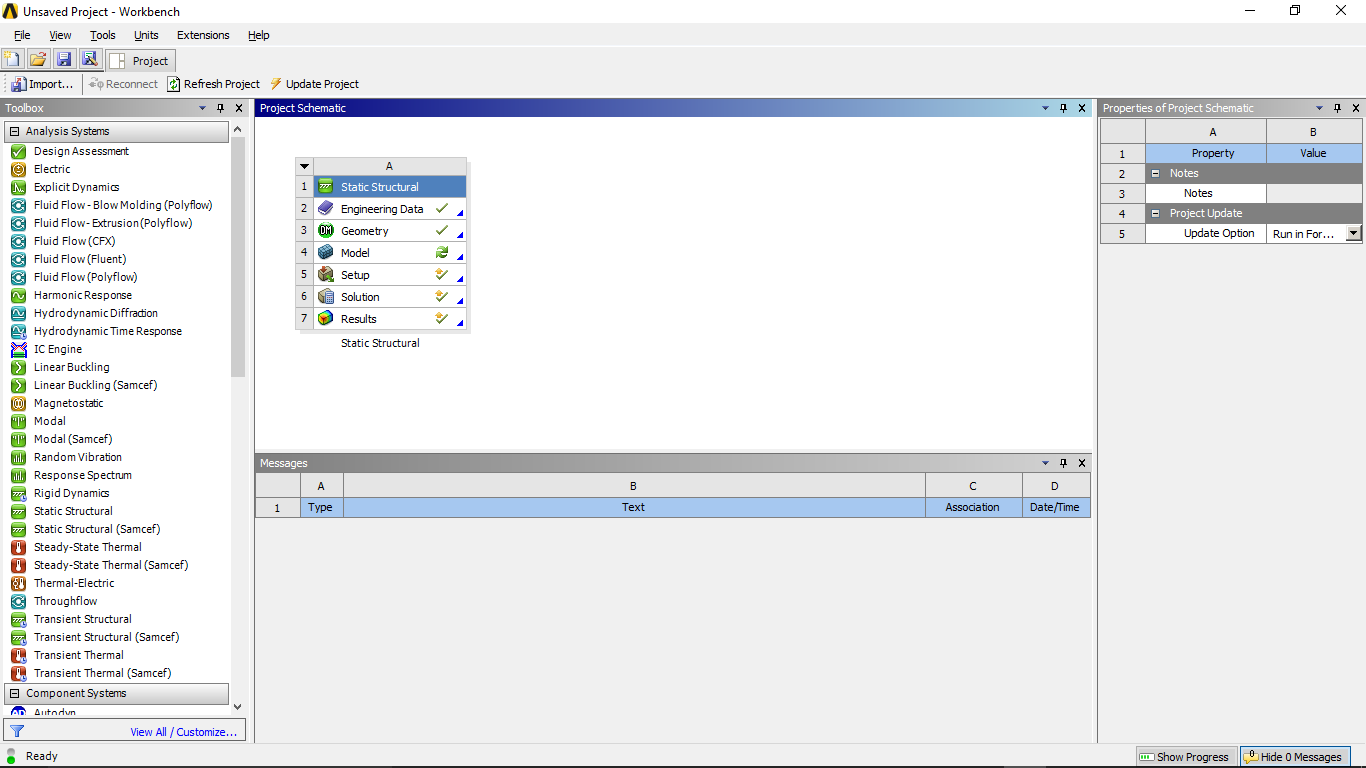 Unsaved Project - Workbench
File View Tools Units Extensions Help
Project
Import... Reconnect Refresh Project Update Project
Toolbox
Analysis Systems
Design Assessment
Electric
Explicit Dynamics
Fluid Flow - Blow Molding (Polyflow)
Fluid Flow- Extrusion (Polyflow)
Fluid Flow (CFX)
Fluid Flow (Fluent)
Fluid Flow (Polyflow)
Harmonic Response
Hydrodynamic Diffraction
Hydrodynamic Time Response
IC Engine
Linear Buckling
Linear Buckling (Samcef)
Magnetostatic
Modal
Modal (Samcef)
Random Vibration
Response Spectrum
Rigid Dynamics
Static Structural
Static Structural (Samcef)
Steady-State Thermal
Steady-State Thermal (Samcef)
Thermal-Electric
Throughflow
Transient Structural
Transient Structural (Samcef)
Transient Thermal
Transient Thermal (Samcef)
Component Systems
Autodyn
View All / Customize...
Project Schematic
A
1 Static Structural
2 Engineering Data
3 DM Geometry
4 Model
5 Setup
6 Solution
7 Results
Static Structural
Messages
A B C D
1 Type Text Association Date/Time
Properties of Project Schematic
A B
1 Property Value
2 Notes
3 Notes
4 Project Update
5 Update Option Run in For...
Ready
Show Progress
0 Hide 0 Messages